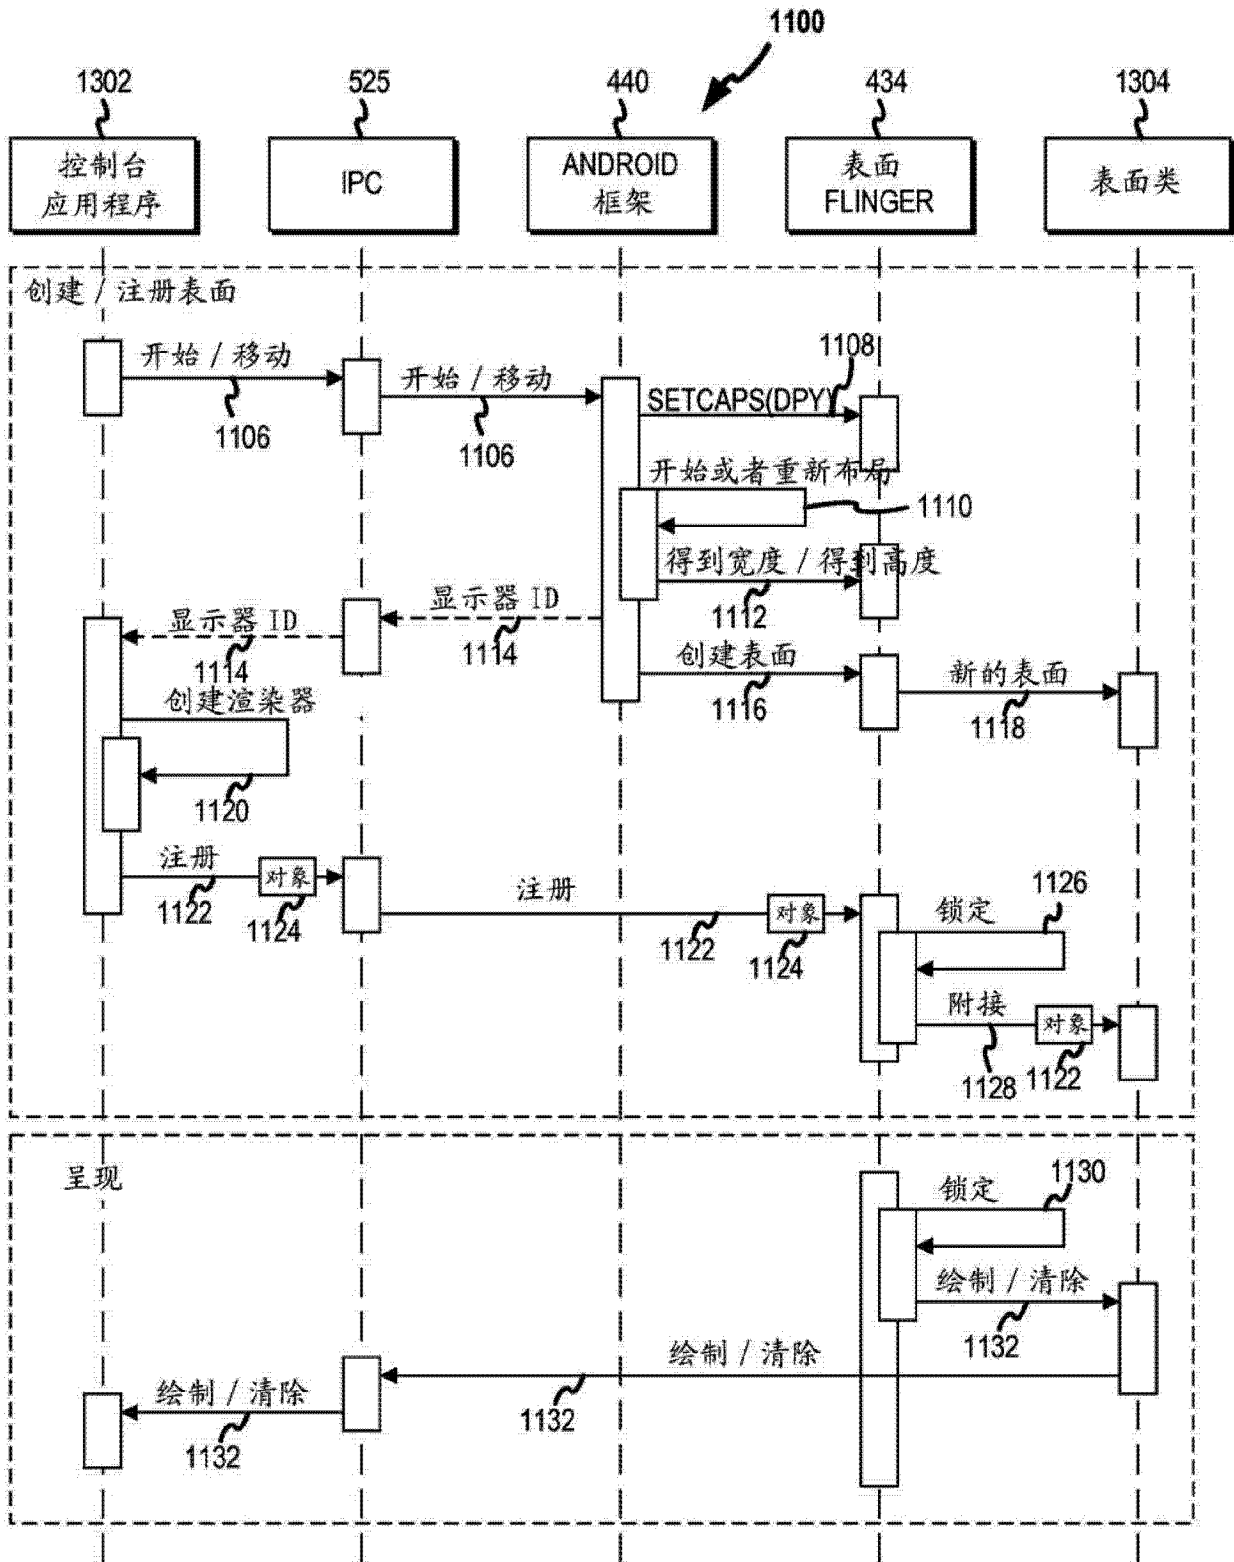 1100
1302
525
440
434
1304
控制台
应用程序
IPC
ANDROID
框架
表面
FLINGER
表面类
创建 / 注册表面
开始 / 移动
1106
开始 / 移动
1106
1108
SETCAPS(DPYY)
开始或者重新布局
1110
得到宽度 / 得到高度
1112
显示器 ID
1114
显示器 ID
1114
创建表面
1116
新的表面
1118
创建渲染器
1120
注册
对象
1122
1124
注册
对象
1122
1124
锁定
1126
附接
对象
1128
1122
呈现
锁定
1130
绘制 / 清除
1132
绘制 / 清除
1132
绘制 / 清除
1132